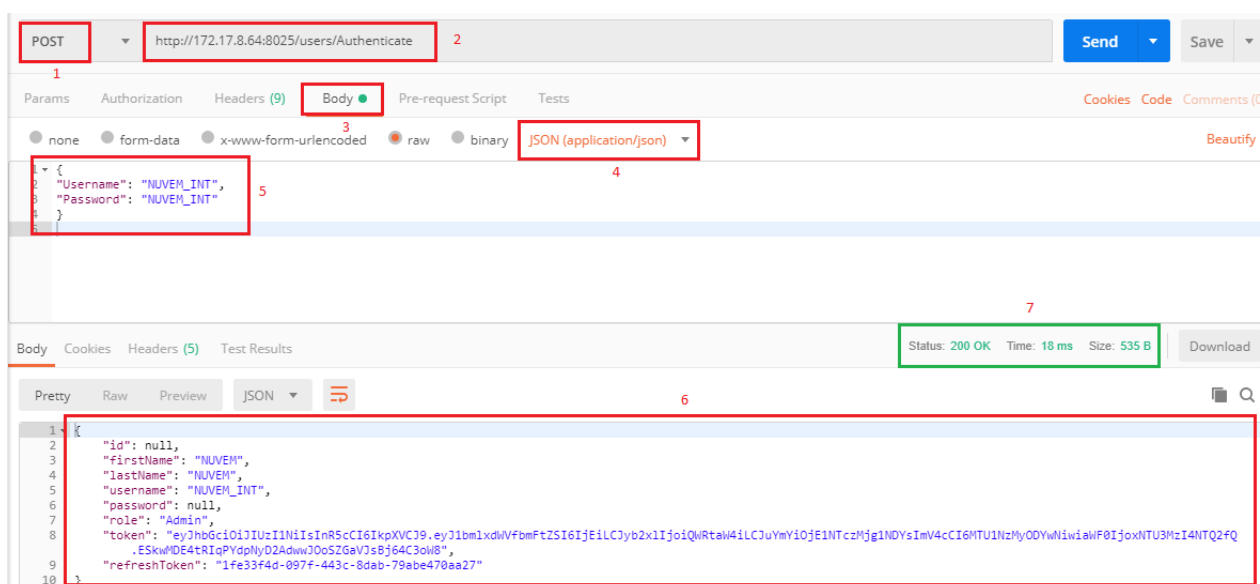 POST http://172.17.8.64:8025/users/Authenticate 2 Send Save
1
Params Authorization Headers (9) Body Pre-request Script Tests Cookies Code Comments (0
3
none form-data x-www-form-urlencoded raw binary JSON (application/json) Beautify
4
1 {
2 "Username": "NUVEM_INT",
5
3 "Password": "NUVEM_INT"
4 }
5
7
Body Cookies Headers (5) Test Results Status: 200 OK Time: 18 ms Size: 535 B Download
Pretty Raw Preview JSON 6
1 {
2 "id": null,
3 "firstName": "NUVEM",
4 "lastName": "NUVEM",
5 "username": "NUVEM_INT",
6 "password": null,
7 "role": "Admin",
8 "token":
9 "refreshToken": "1fe33f4d-097f-443c-8dab-79abe470aa27"
10 }